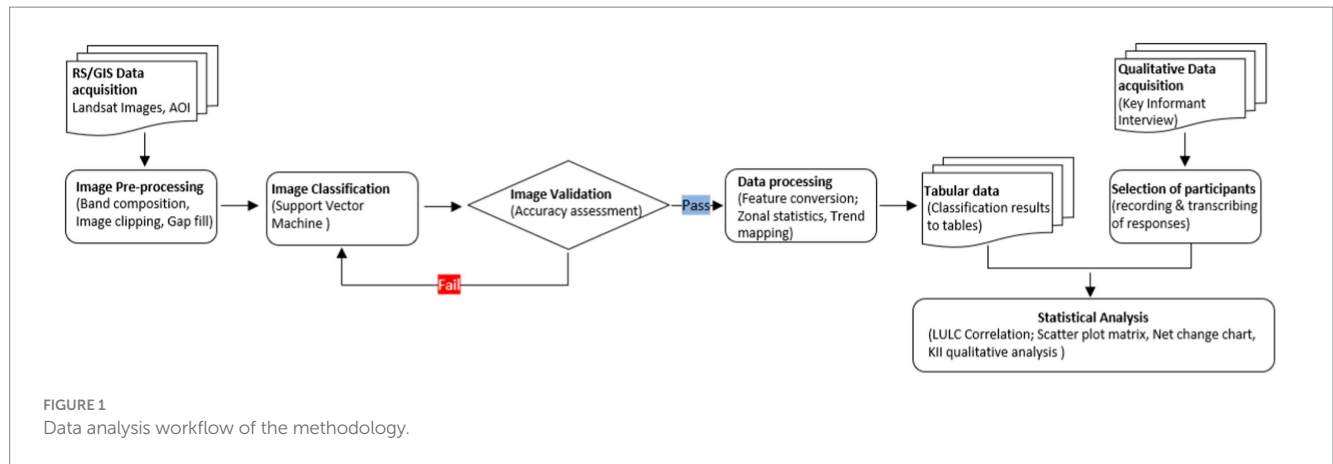 RS/GIS Data
acquisition
Landsat Images, AOI
Image Pre-processing
(Band composition,
Image clipping, Gap fill)
Image Classification
(Support Vector
Machine )
Image Validation
(Accuracy assessment)
Pass
Fail
Data processing
(Feature conversion;
Zonal statistics, Trend
mapping)
Tabular data
(Classification results
to tables)
Qualitative Data
acquisition
(Key Informant
Interview)
Selection of participants
(recording & transcribing
of responses)
Statistical Analysis
(LULC Correlation; Scatter plot matrix, Net change chart,
KII qualitative analysis )
FIGURE 1
Data analysis workflow of the methodology.